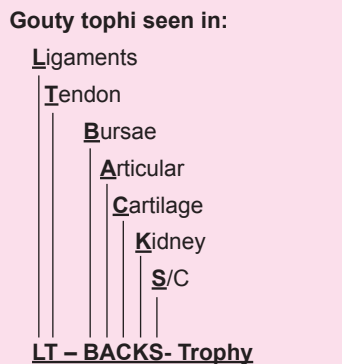 Gouty tophi seen in:
Ligaments
Tendon
Bursae
Articular
Cartilage
Kidney
S/C
LT – BACKS- Trophy